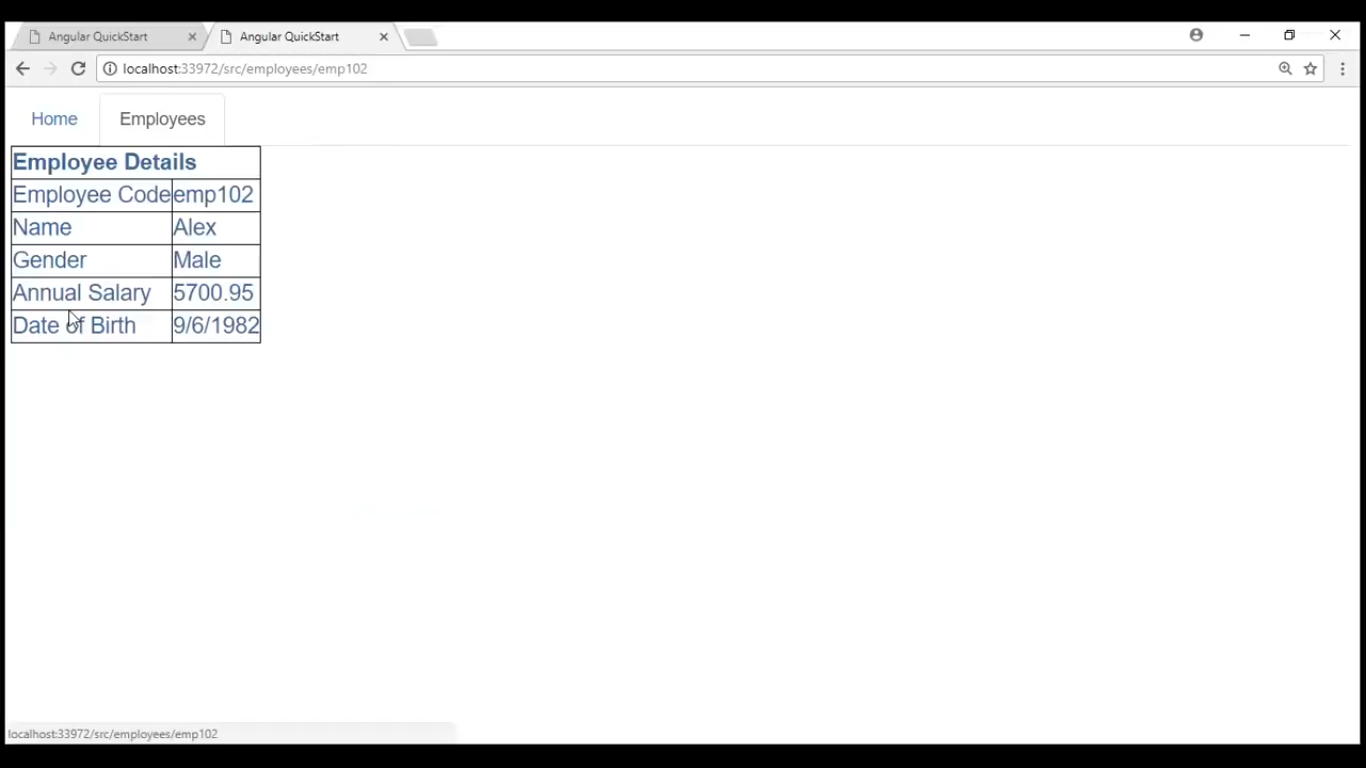 Angular QuickStart Angular QuickStart
localhost:33972/src/employees/emp102
Home Employees
Employee Details
Employee Code emp102
Name Alex
Gender Male
Annual Salary 5700.95
Date of Birth 9/6/1982
localhost:33972/src/employees/emp102